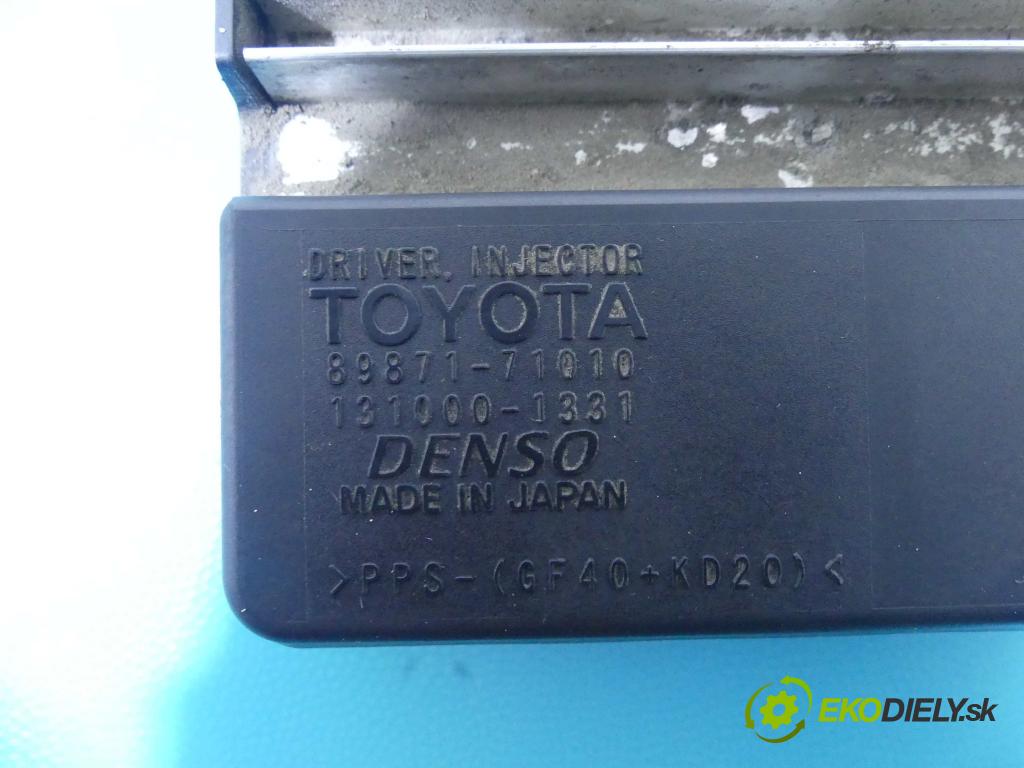 DRIVER, INJECTOR
TOYOTA
89871-71010
131000-1331
DENSO
MADE IN JAPAN
>PPS-(GF40+KD20)<
EKODIELY.sk